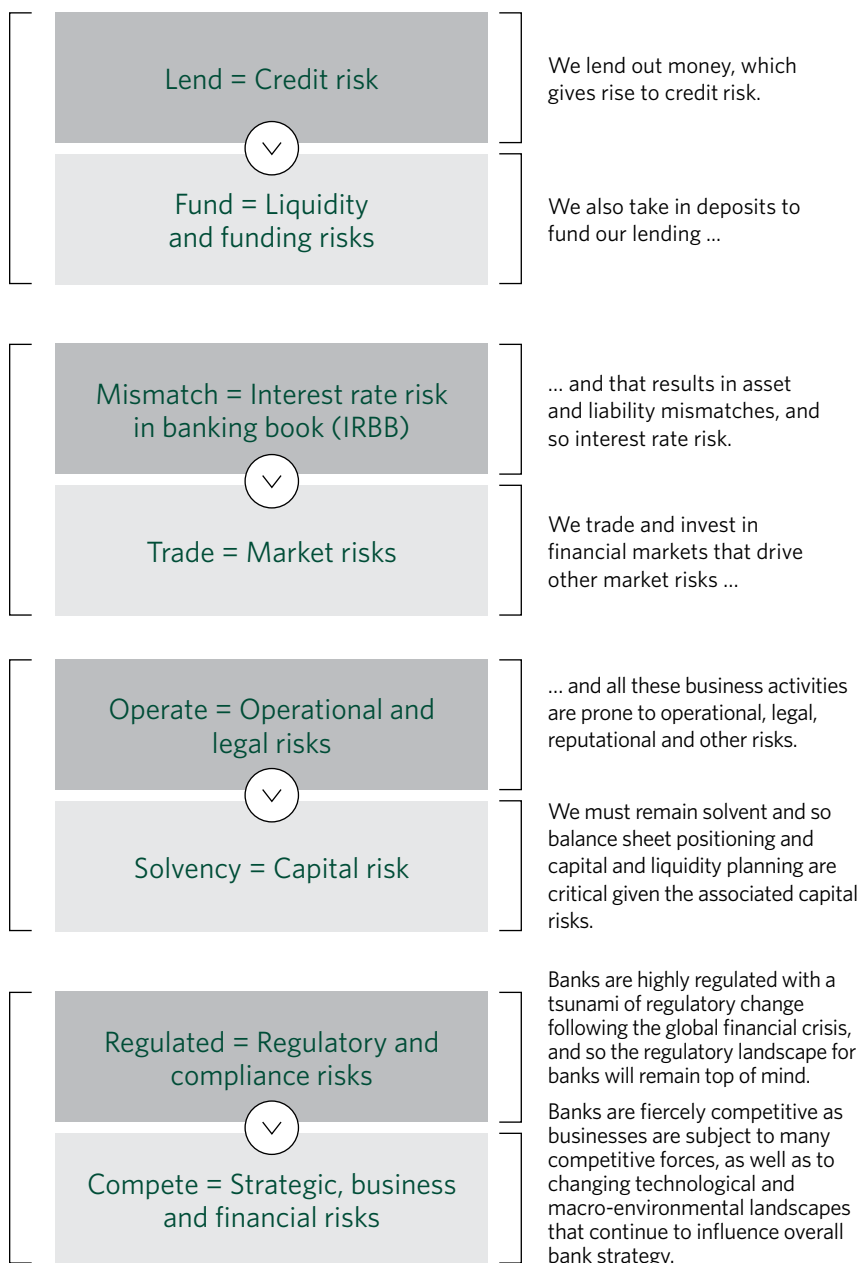 Lend = Credit risk
We lend out money, which
gives rise to credit risk.
Fund = Liquidity
and funding risks
We also take in deposits to
fund our lending ...
Mismatch = Interest rate risk
in banking book (IRBB)
... and that results in asset
and liability mismatches, and
so interest rate risk.
Trade = Market risks
We trade and invest in
financial markets that drive
other market risks ...
Operate = Operational and
legal risks
... and all these business activities
are prone to operational, legal,
reputational and other risks.
Solvency = Capital risk
We must remain solvent and so
balance sheet positioning and
capital and liquidity planning are
critical given the associated capital
risks.
Regulated = Regulatory and
compliance risks
Banks are highly regulated with a
tsunami of regulatory change
following the global financial crisis,
and so the regulatory landscape for
banks will remain top of mind.
Compete = Strategic, business
and financial risks
Banks are fiercely competitive as
businesses are subject to many
competitive forces, as well as to
changing technological and
macro-environmental landscapes
that continue to influence overall
bank strategy.